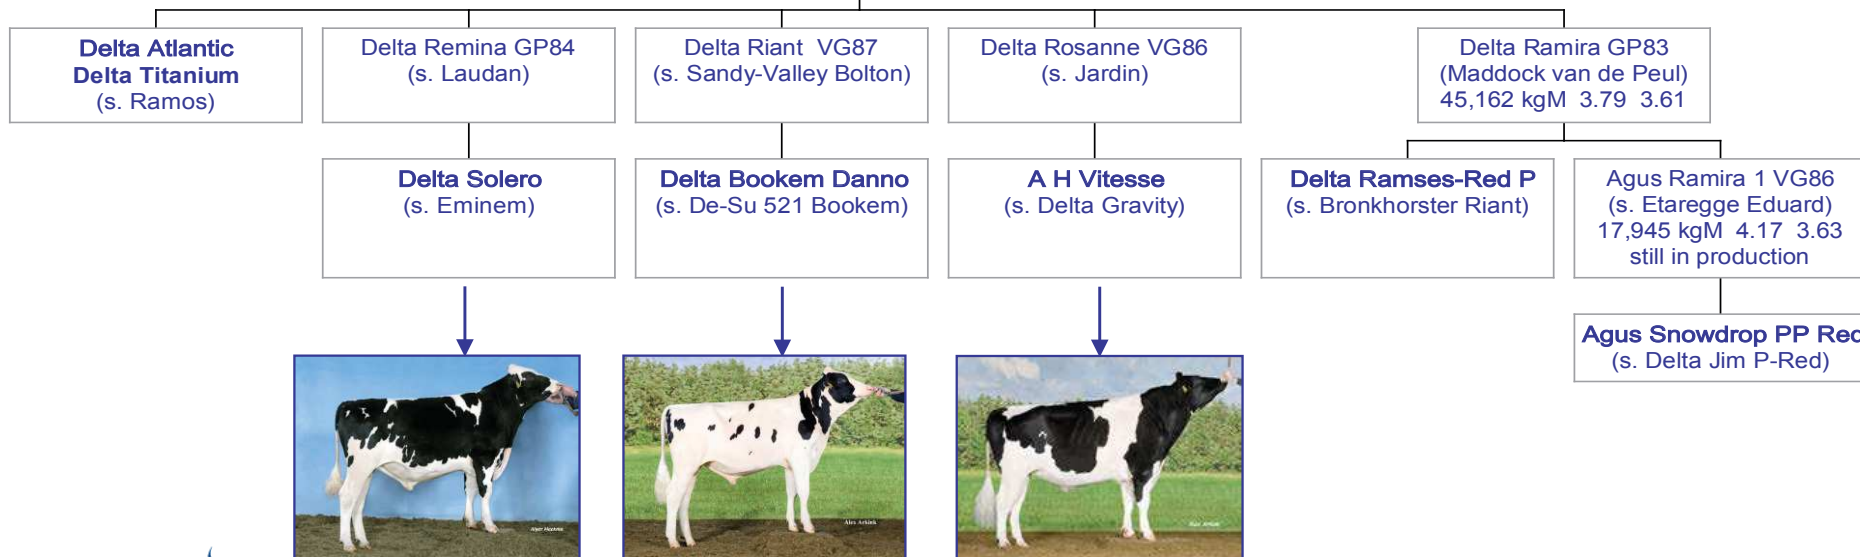 Delta Atlantic
Delta Titanium
(s. Ramos)
Delta Remina GP84
(s. Laudan)
Delta Riant VG87
(s. Sandy-Valley Bolton)
Delta Rosanne VG86
(s. Jardin)
Delta Ramira GP83
(Maddock van de Peul)
45,162 kgM 3.79 3.61
Delta Solero
(s. Eminem)
Delta Bookem Danno
(s. De-Su 521 Bookem)
A H Vitesse
(s. Delta Gravity)
Delta Ramses-Red P
(s. Bronkhorster Riant)
Agus Ramira 1 VG86
(s. Etaregge Eduard)
17,945 kgM 4.17 3.63
still in production
Agus Snowdrop PP Red
(s. Delta Jim P-Red)
Alex Arkink